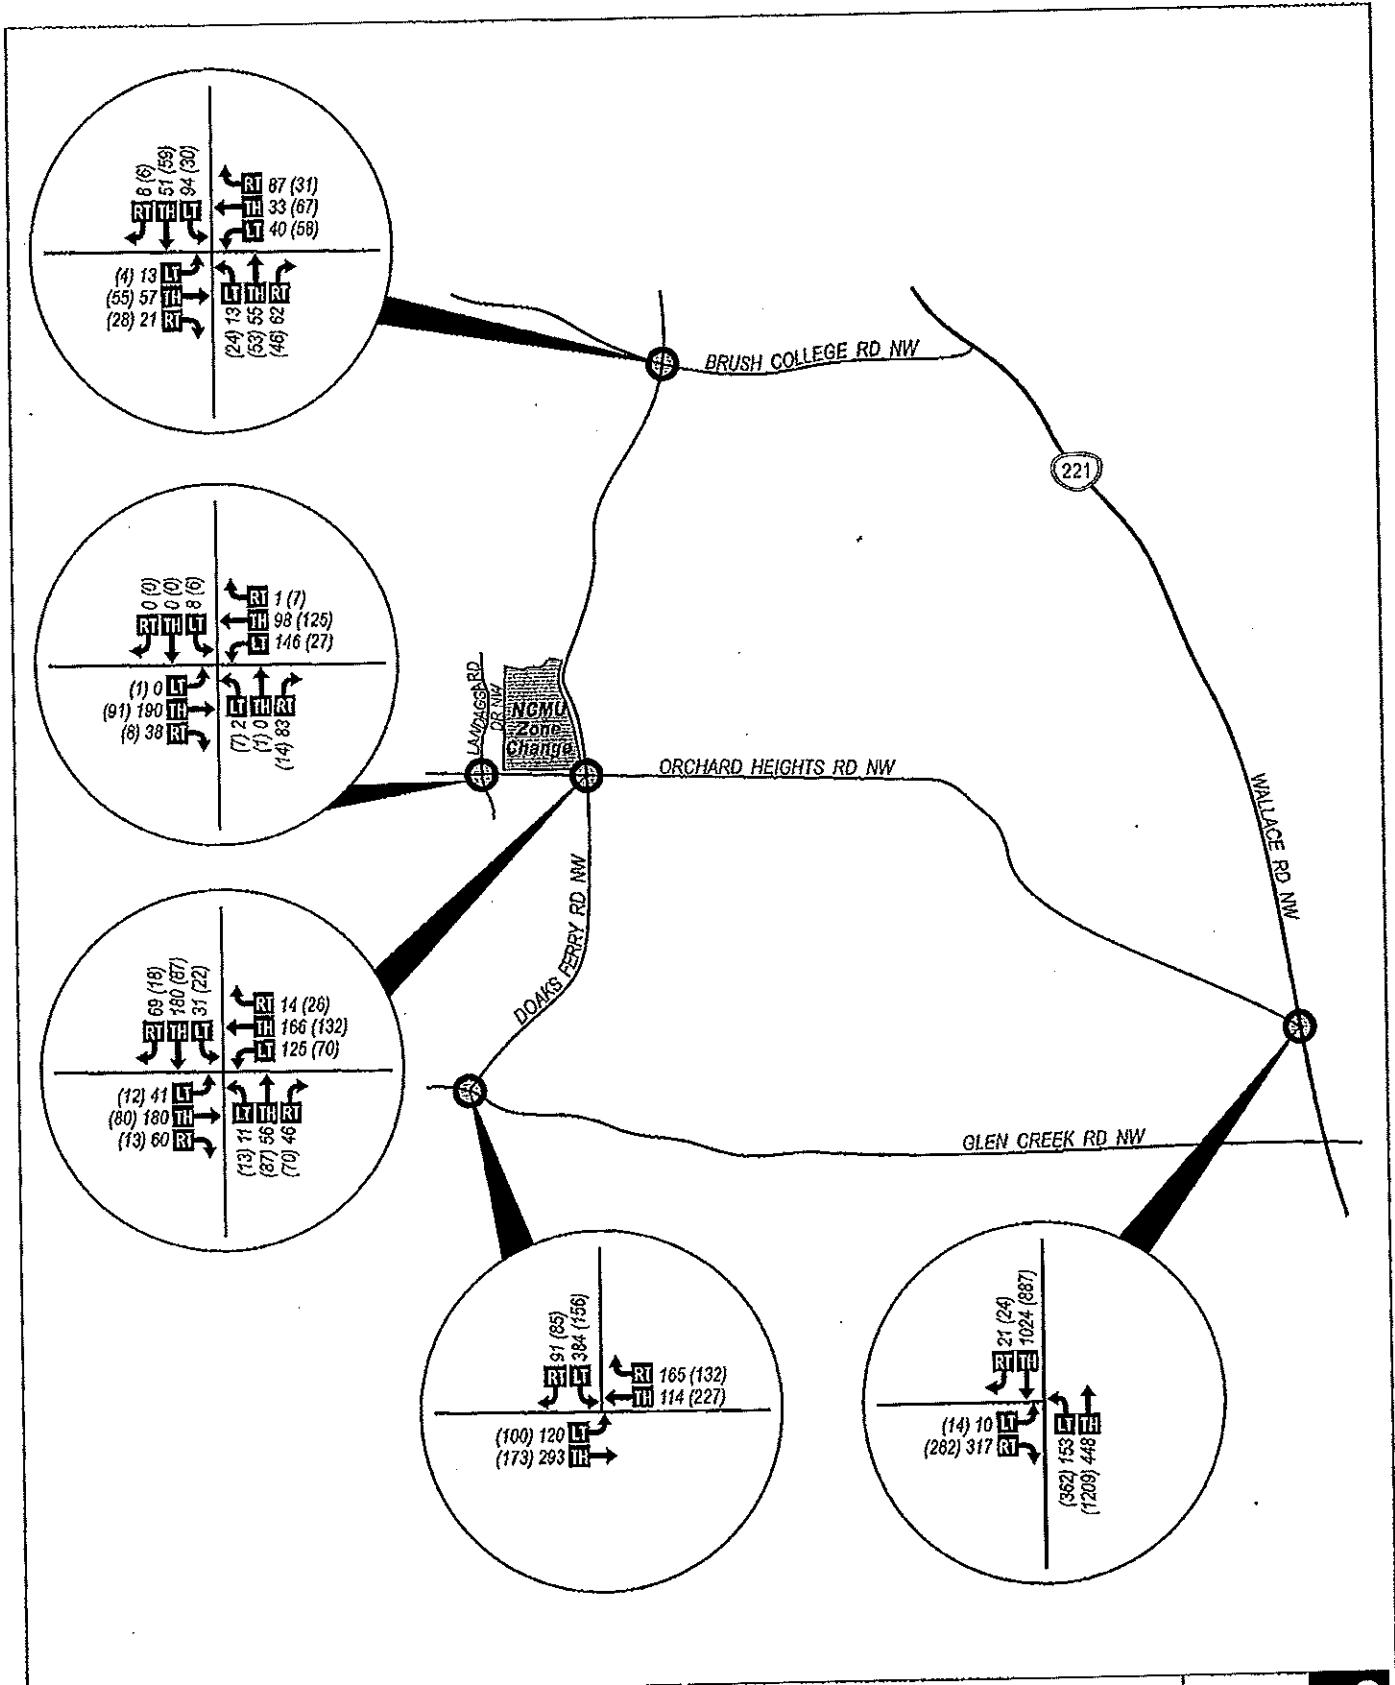 RT 8 (6)
TH 51 (59)
LT 94 (30)
RT 87 (31)
TH 33 (67)
LT 40 (58)
(4) 13 LT
(55) 57 TH
(28) 21 RT
(24) 13 LT
(53) 55 TH
(46) 62 RT
BRUSH COLLEGE RD NW
221
RT 0 (0)
TH 0 (0)
LT 8 (6)
RT 1 (7)
TH 98 (125)
LT 146 (27)
(1) 0 LT
(91) 190 TH
(8) 38 RT
(7) 2 LT
(1) 0 TH
(14) 83 RT
LANDAGGARD
DR NW
NCMU
Zone
Change
ORCHARD HEIGHTS RD NW
WALLACE RD NW
DOAKS FERRY RD NW
RT 69 (18)
TH 180 (87)
LT 31 (22)
RT 14 (26)
TH 166 (132)
LT 125 (70)
(12) 41 LT
(80) 180 TH
(13) 60 RT
(13) 11 LT
(87) 56 TH
(70) 46 RT
GLEN CREEK RD NW
RT 91 (85)
LT 384 (156)
RT 165 (132)
TH 114 (227)
(100) 120 LT
(173) 293 TH
RT 21 (24)
TH 1024 (887)
(14) 10 LT
(282) 317 RT
(362) 153 LT
(1209) 448 TH